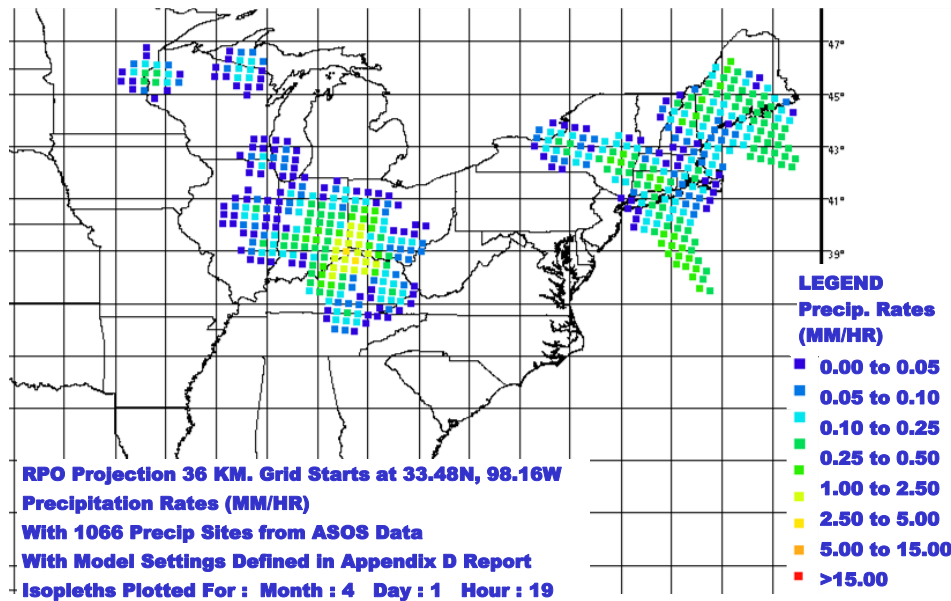 47°
45°
43°
41°
39°
LEGEND
Precip. Rates
(MM/HR)
0.00 to 0.05
0.05 to 0.10
0.10 to 0.25
0.25 to 0.50
1.00 to 2.50
2.50 to 5.00
5.00 to 15.00
>15.00
RPO Projection 36 KM. Grid Starts at 33.48N, 98.16W
Precipitation Rates (MM/HR)
With 1066 Precip Sites from ASOS Data
With Model Settings Defined in Appendix D Report
Isopleths Plotted For : Month : 4 Day : 1 Hour : 19